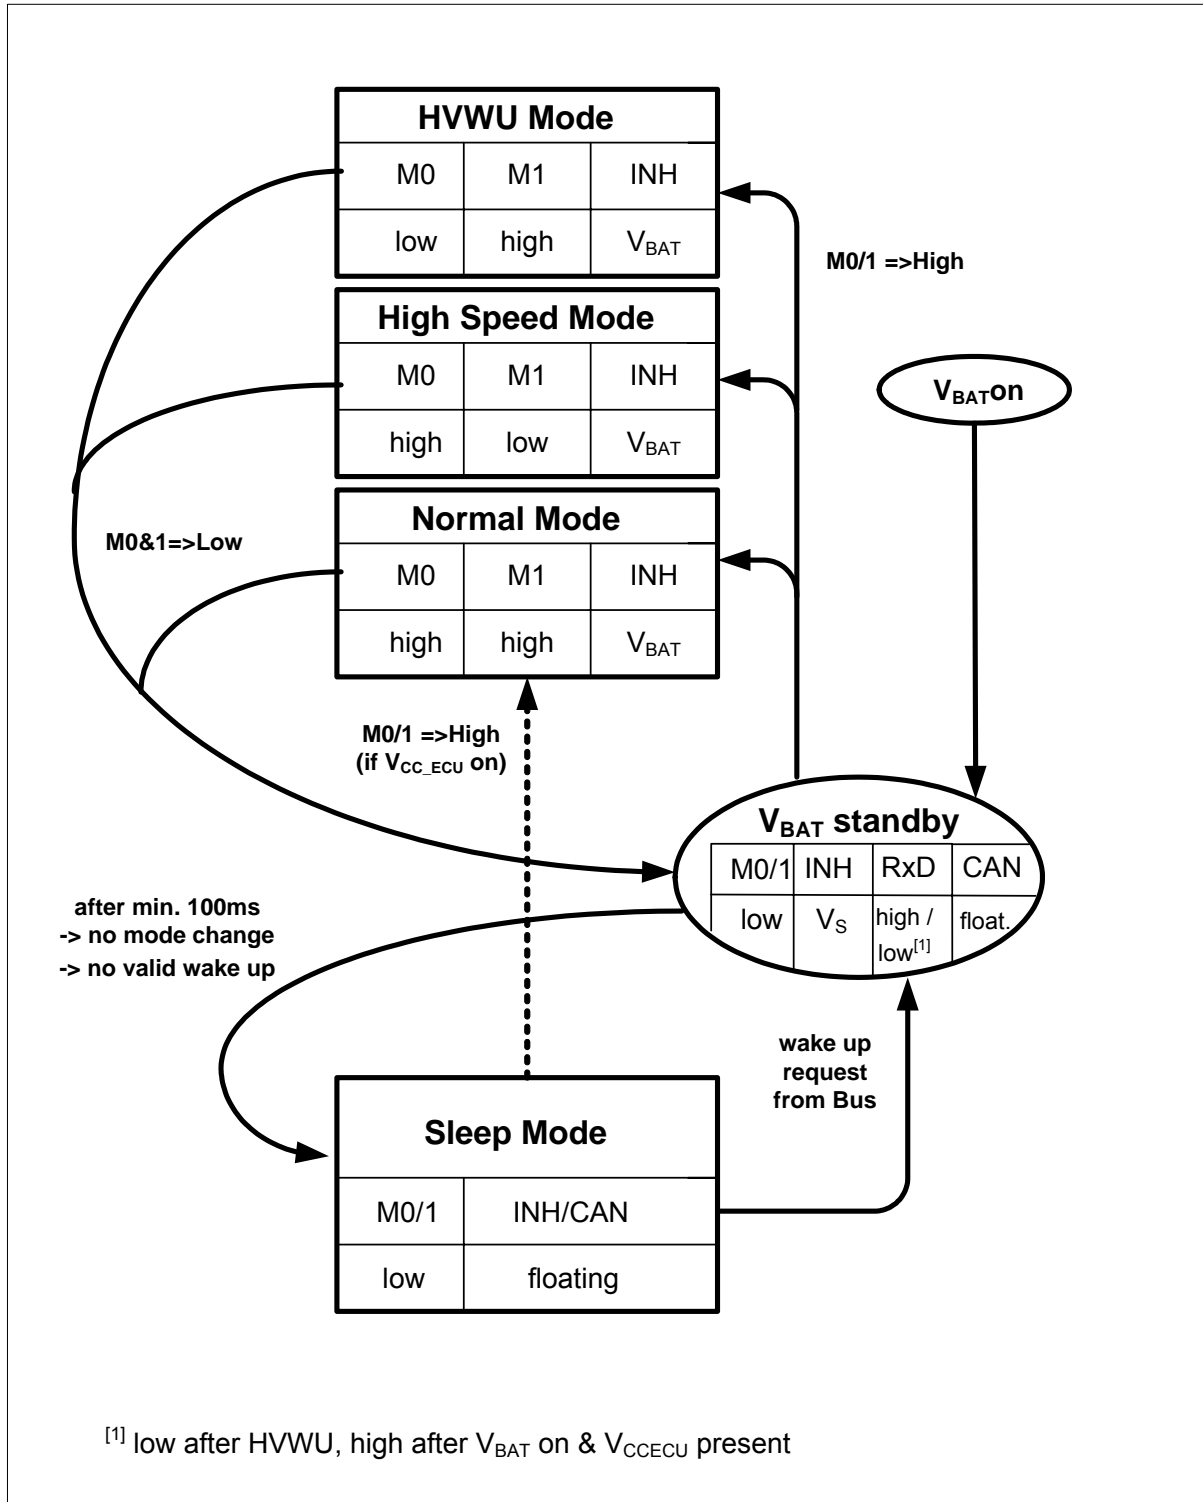 HVWU Mode
M0 M1 INH
low high VBAT
M0/1 =>High
High Speed Mode
M0 M1 INH
high low VBAT
VBATon
Normal Mode
M0&1=>Low
M0 M1 INH
high high VBAT
M0/1 =>High
(if VCC_ECU on)
VBAT standby
M0/1 INH RxD CAN
low VS high / low[1] float.
after min. 100ms
-> no mode change
-> no valid wake up
wake up
request
from Bus
Sleep Mode
M0/1 INH/CAN
low floating
[1] low after HVWU, high after VBAT on & VCCECU present